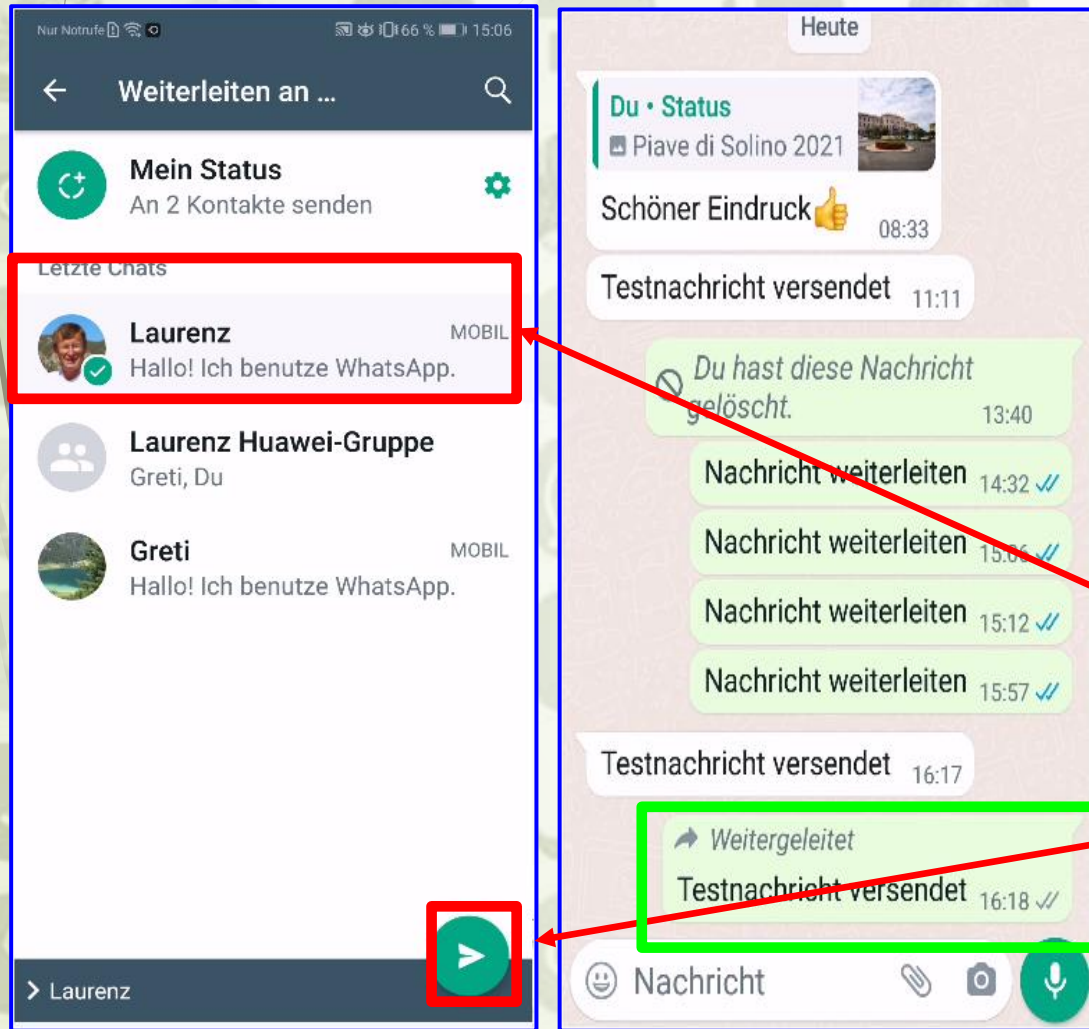 Nur Notrufe 66 % 15:06
Weiterleiten an ...
Mein Status
An 2 Kontakte senden
Letzte Chats
Laurenz MOBIL
Hallo! Ich benutze WhatsApp.
Laurenz Huawei-Gruppe
Greti, Du
Greti MOBIL
Hallo! Ich benutze WhatsApp.
> Laurenz
Heute
Du • Status
Piave di Solino 2021
Schöner Eindruck👍 08:33
Testnachricht versendet 11:11
Du hast diese Nachricht
gelöscht. 13:40
Nachricht weiterleiten 14:32
Nachricht weiterleiten 15:06
Nachricht weiterleiten 15:12
Nachricht weiterleiten 15:57
Testnachricht versendet 16:17
Weitergeleitet
Testnachricht versendet 16:18
Nachricht